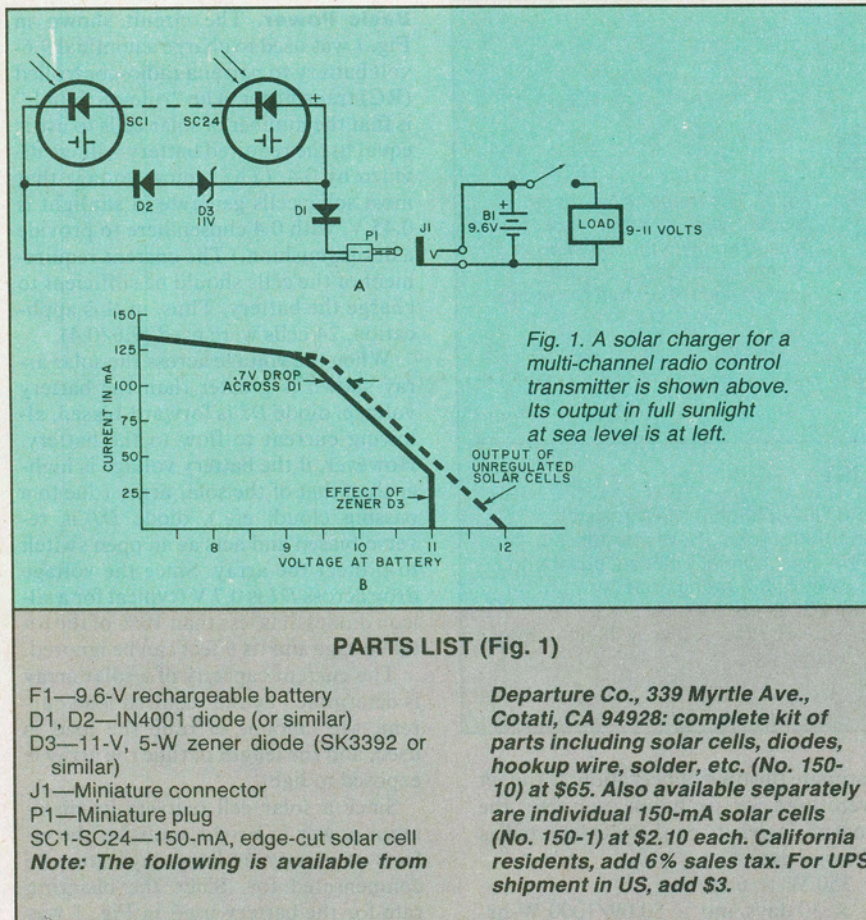 SC1
SC24
−
+
D2
D3
11V
D1
P1
J1
+
B1
9.6V
LOAD
9-11 VOLTS
A
150
125
100
75
50
25
CURRENT IN mA
.7V DROP
ACROSS D1
EFFECT OF
ZENER D3
OUTPUT OF
UNREGULATED
SOLAR CELLS
8
9
10
11
12
VOLTAGE AT BATTERY
B
Fig. 1. A solar charger for a
multi-channel radio control
transmitter is shown above.
Its output in full sunlight
at sea level is at left.
PARTS LIST (Fig. 1)
F1—9.6-V rechargeable battery
D1, D2—IN4001 diode (or similar)
D3—11-V, 5-W zener diode (SK3392 or
similar)
J1—Miniature connector
P1—Miniature plug
SC1-SC24—150-mA, edge-cut solar cell
Note: The following is available from
Departure Co., 339 Myrtle Ave.,
Cotati, CA 94928: complete kit of
parts including solar cells, diodes,
hookup wire, solder, etc. (No. 150-
10) at $65. Also available separately
are individual 150-mA solar cells
(No. 150-1) at $2.10 each. California
residents, add 6% sales tax. For UPS
shipment in US, add $3.